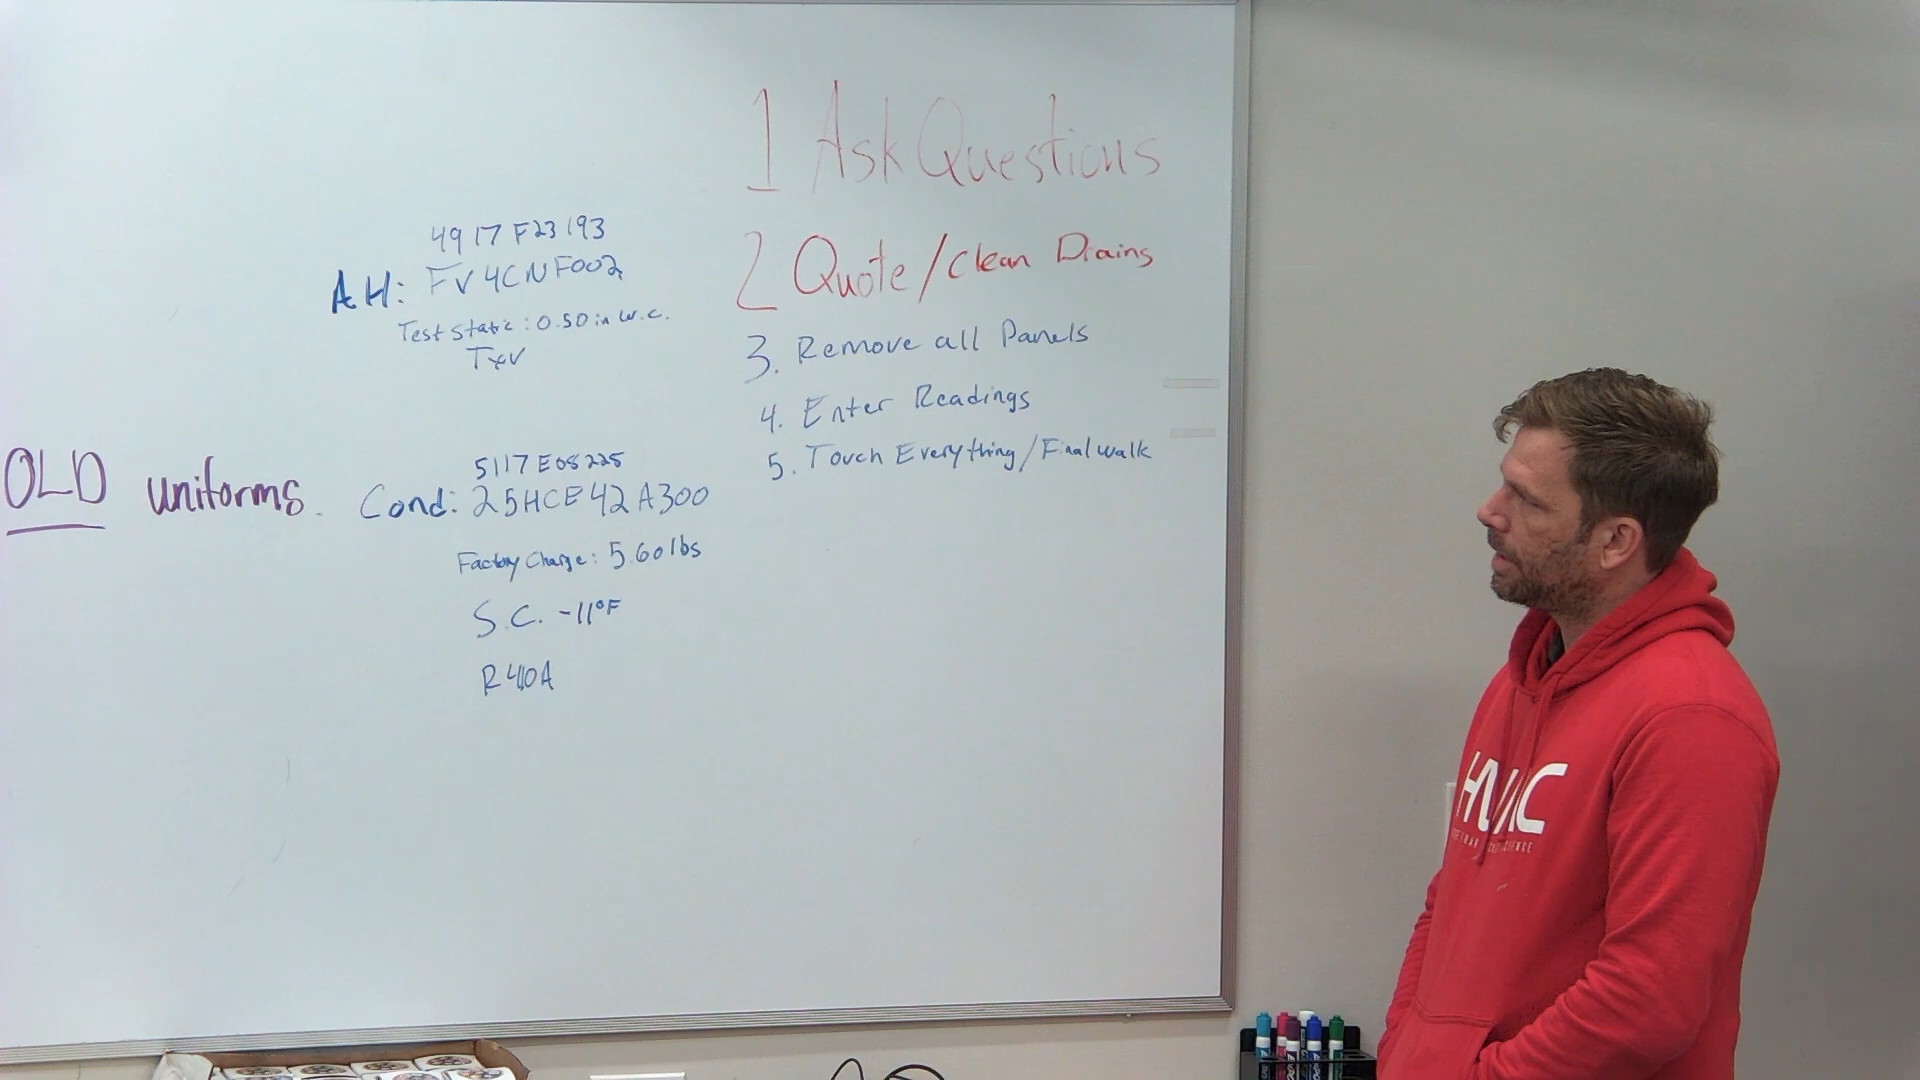 1 Ask Questions
2 Quote/Clean Drains
3. Remove all Panels
4. Enter Readings
5. Touch Everything/Final walk
4917F23193
AH: FV4CNF002
Test Static: 0.50 in w.c.
TXV
OLD uniforms.
5117E08225
Cond: 25HCE42A300
Factory Charge: 5.60 lbs
S.C. -11°F
R410A
HVAC